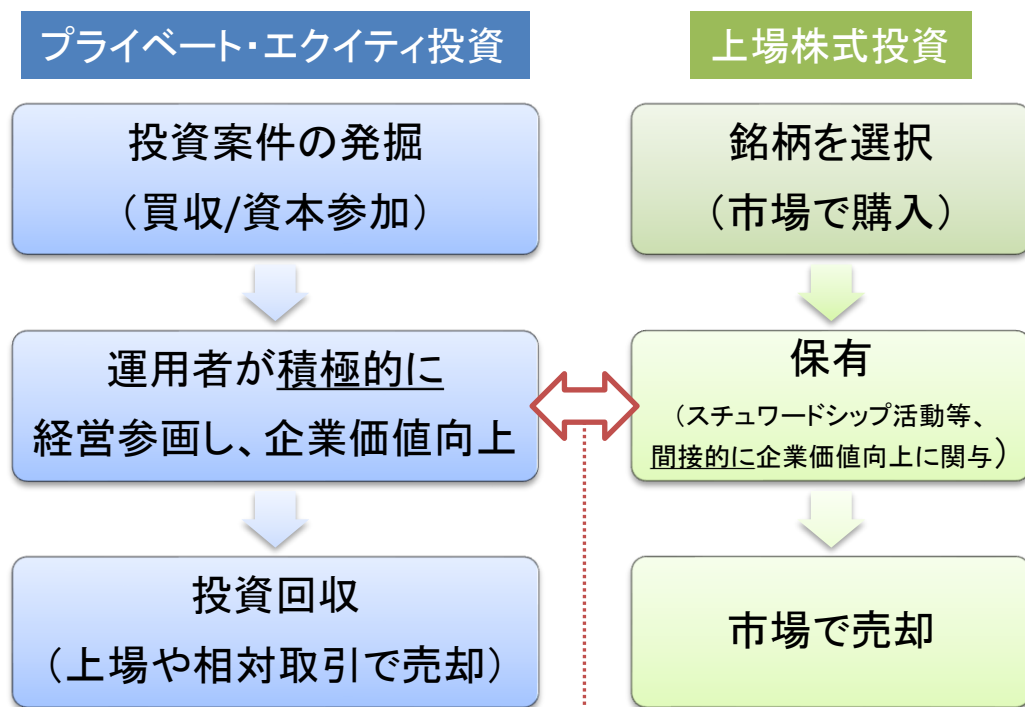 プライベート・エクイティ投資
投資案件の発掘
（買収/資本参加）
運用者が積極的に
経営参画し、企業価値向上
投資回収
（上場や相対取引で売却）
上場株式投資
銘柄を選択
（市場で購入）
保有
（スチュワードシップ活動等、
間接的に企業価値向上に関与）
市場で売却